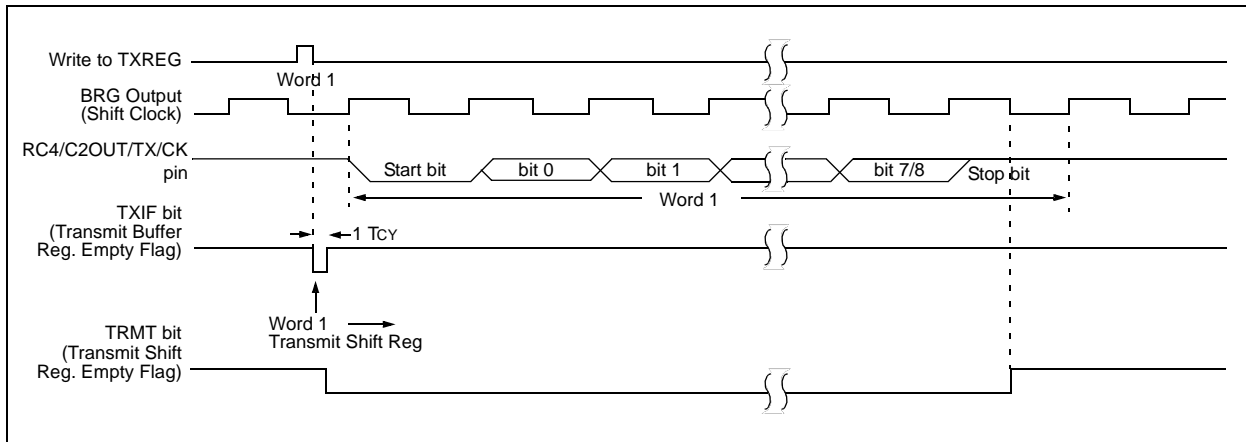 Write to TXREG
Word 1
BRG Output
(Shift Clock)
RC4/C2OUT/TX/CK
pin
Start bit
bit 0
bit 1
bit 7/8
Stop bit
Word 1
TXIF bit
(Transmit Buffer
Reg. Empty Flag)
1 TCY
Word 1
Transmit Shift Reg
TRMT bit
(Transmit Shift
Reg. Empty Flag)